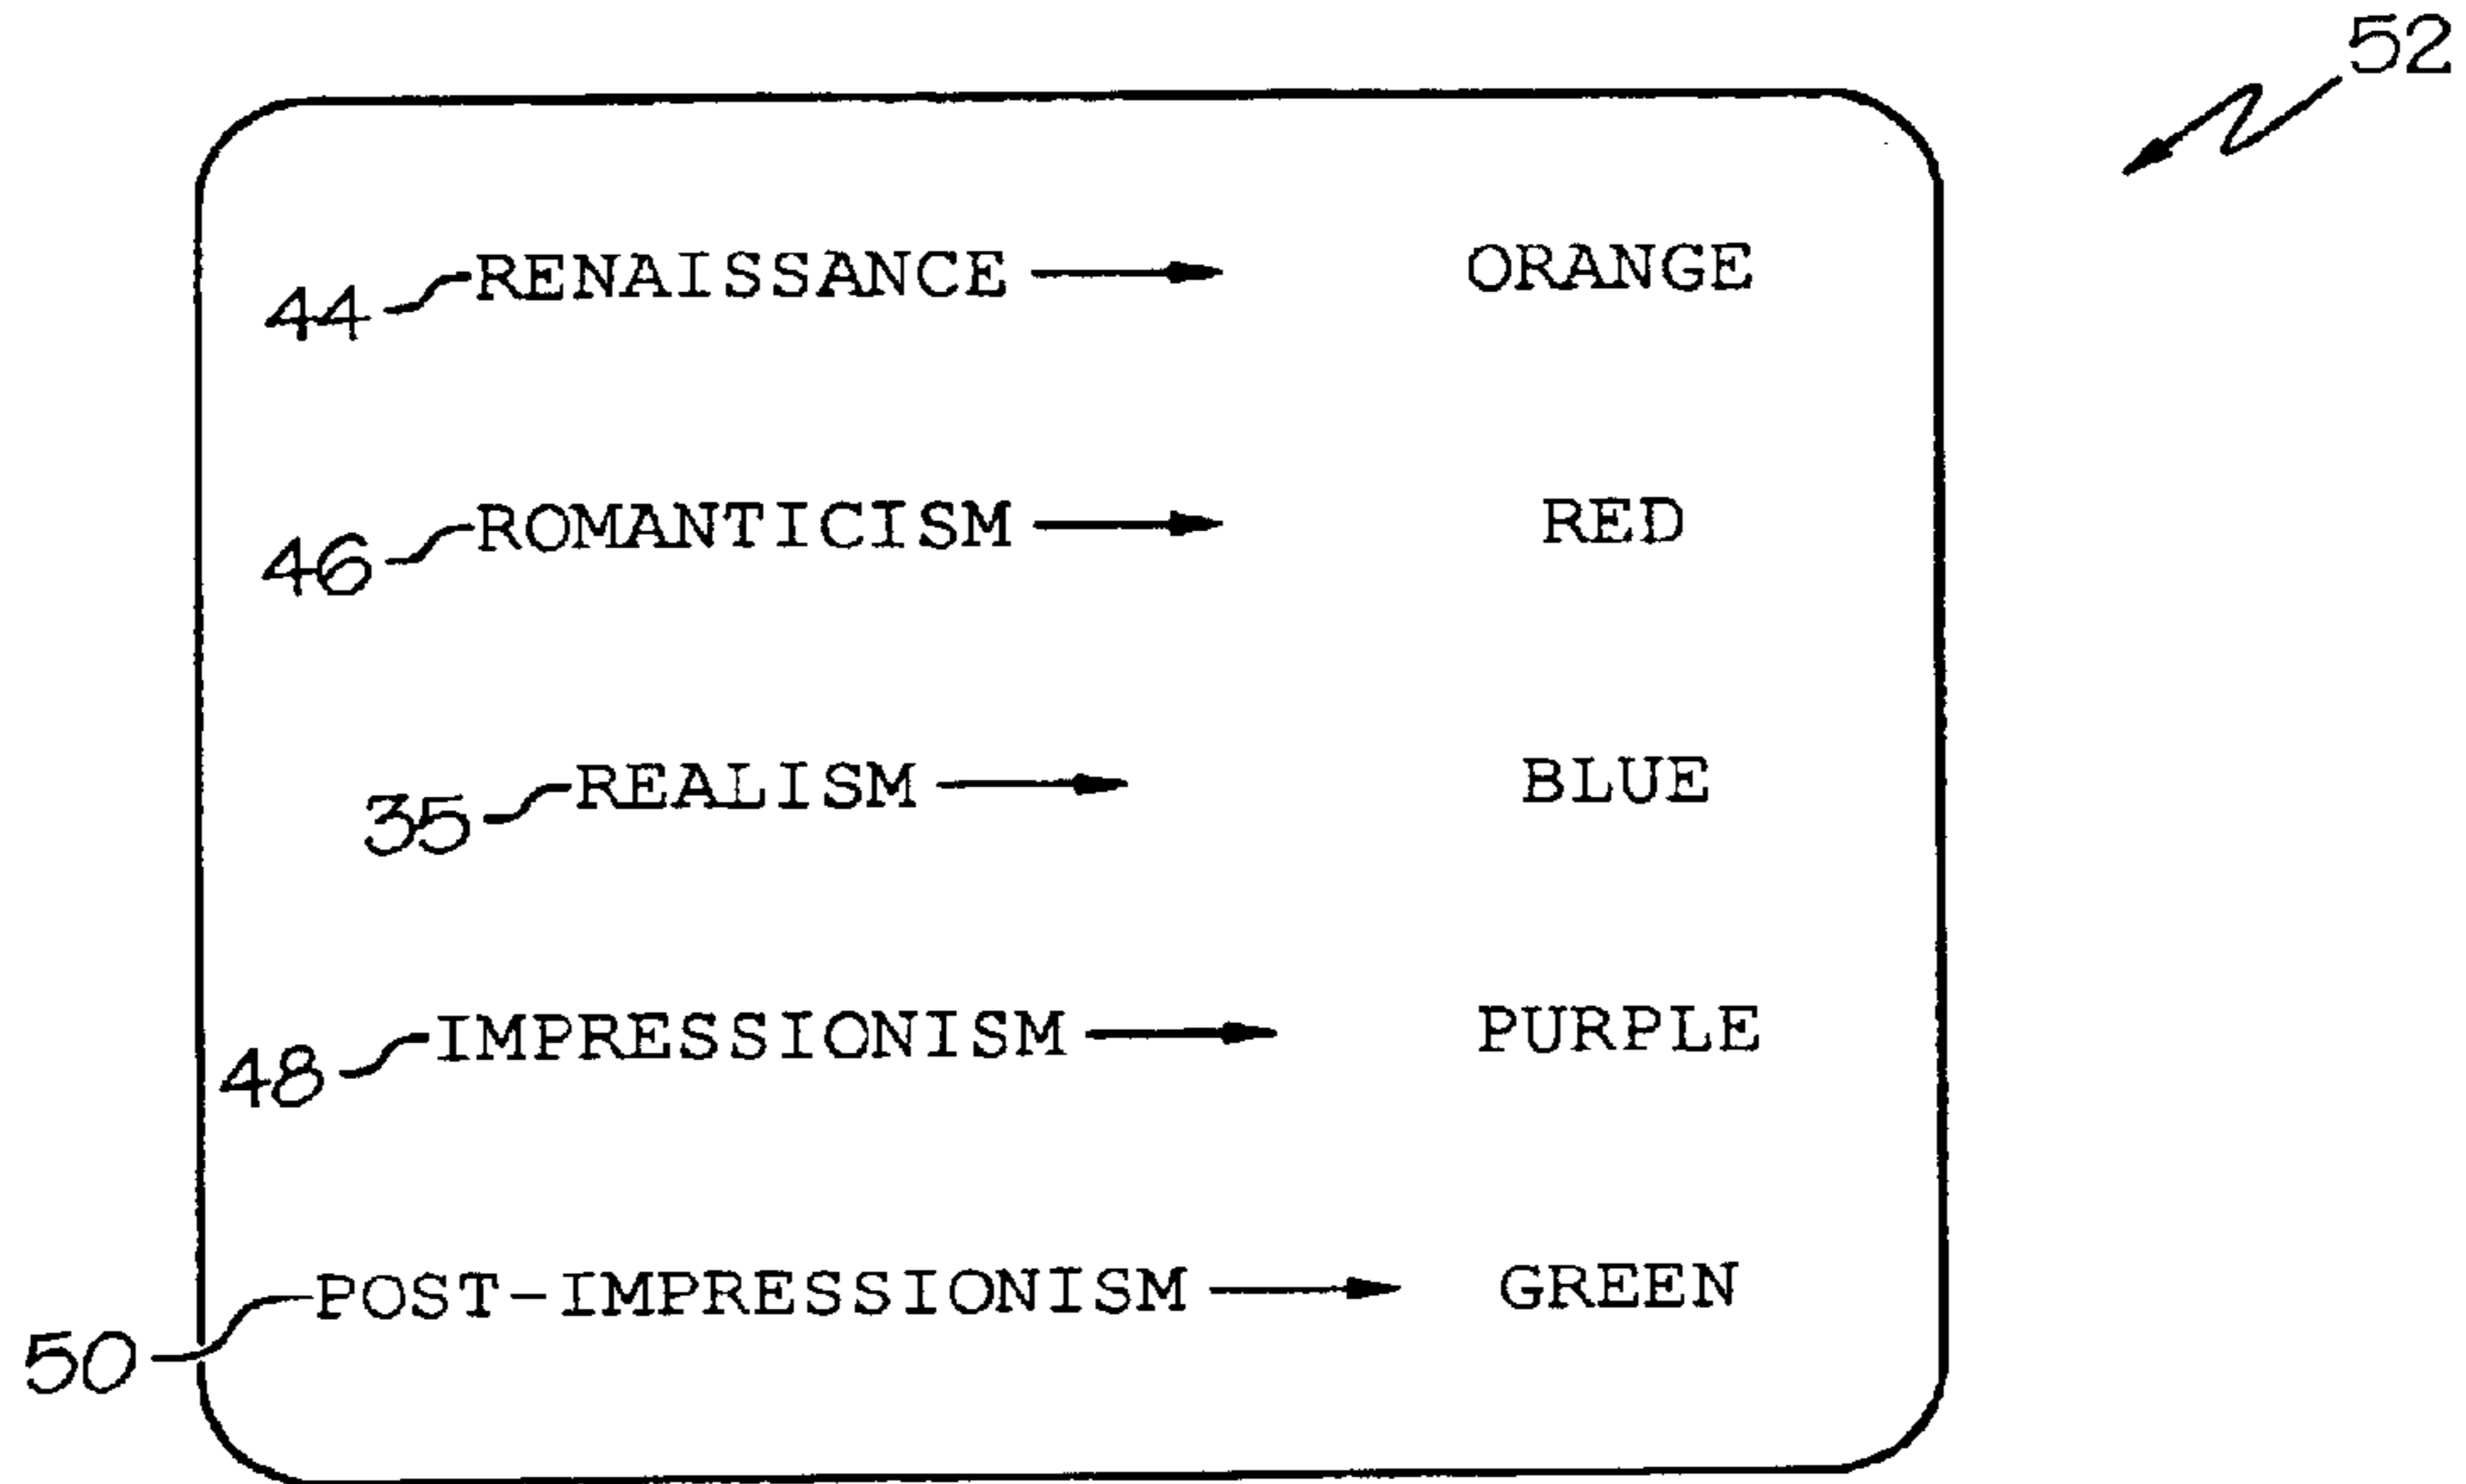 52
44 RENAISSANCE ORANGE
46 ROMANTICISM RED
35 REALISM BLUE
48 IMPRESSIONISM PURPLE
50 POST-IMPRESSIONISM GREEN